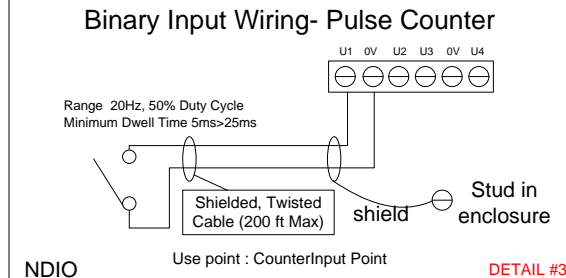 Binary Input Wiring- Pulse Counter
U1 0V U2 U3 0V U4
Range 20Hz, 50% Duty Cycle
Minimum Dwell Time 5ms>25ms
Shielded, Twisted
Cable (200 ft Max)
shield
Stud in
enclosure
Use point : CounterInput Point
NDIO
DETAIL #3